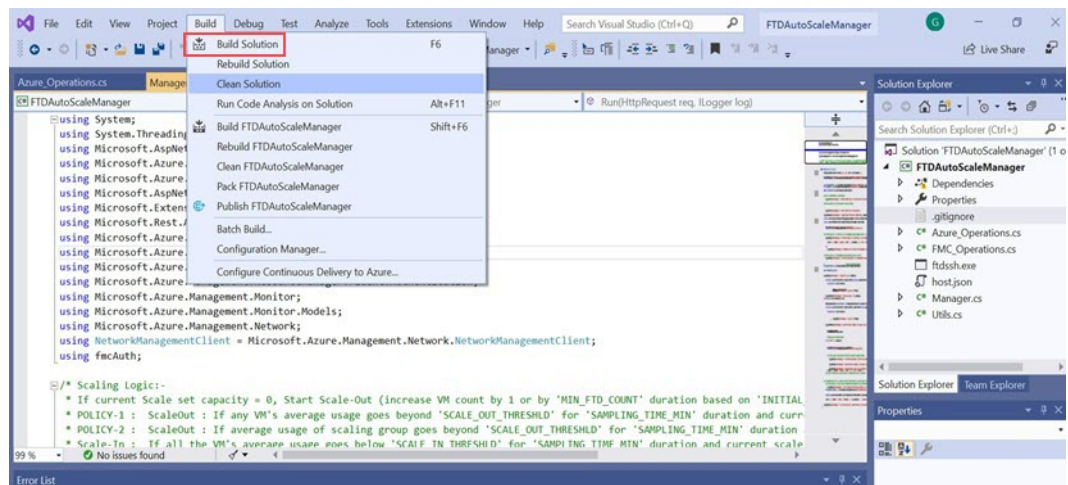 File Edit View Project Build Debug Test Analyze Tools Extensions Window Help Search Visual Studio (Ctrl+Q) FTDAutoScaleManager G
Live Share
Build Solution F6
Rebuild Solution
Clean Solution
Run Code Analysis on Solution Alt+F11
Build FTDAutoScaleManager Shift+F6
Rebuild FTDAutoScaleManager
Clean FTDAutoScaleManager
Pack FTDAutoScaleManager
Publish FTDAutoScaleManager
Batch Build...
Configuration Manager...
Configure Continuous Delivery to Azure...
Azure_Operations.cs Manage
FTDAutoScaleManager Run(HttpRequest req, ILogger log)
using System;
using System.Threading
using Microsoft.AspNet
using Microsoft.Azure.
using Microsoft.Azure.
using Microsoft.AspNet
using Microsoft.Extens
using Microsoft.Rest.A
using Microsoft.Azure.
using Microsoft.Azure.
using Microsoft.Azure.
using Microsoft.Azure.
using Microsoft.Azure.Management.Monitor;
using Microsoft.Azure.Management.Monitor.Models;
using Microsoft.Azure.Management.Network;
using NetworkManagementClient = Microsoft.Azure.Management.Network.NetworkManagementClient;
using fmcAuth;
/* Scaling Logic:-
* If current Scale set capacity = 0, Start Scale-Out (increase VM count by 1 or by 'MIN_FTD_COUNT' duration based on 'INITIAL_
* POLICY-1 : ScaleOut : If any VM's average usage goes beyond 'SCALE_OUT_THRESHLD' for 'SAMPLING_TIME_MIN' duration and curr
* POLICY-2 : ScaleOut : If average usage of scaling group goes beyond 'SCALE_OUT_THRESHLD' for 'SAMPLING_TIME_MIN' duration
* Scale-In : If all the VM's average usage goes below 'SCALE_IN_THRESHLD' for 'SAMPLING_TIME_MIN' duration and current scale
99 % No issues found
Error List
Solution Explorer
Search Solution Explorer (Ctrl+;)
Solution 'FTDAutoScaleManager' (1 o
FTDAutoScaleManager
Dependencies
Properties
.gitignore
Azure_Operations.cs
FMC_Operations.cs
ftdssh.exe
host.json
Manager.cs
Utils.cs
Solution Explorer Team Explorer
Properties